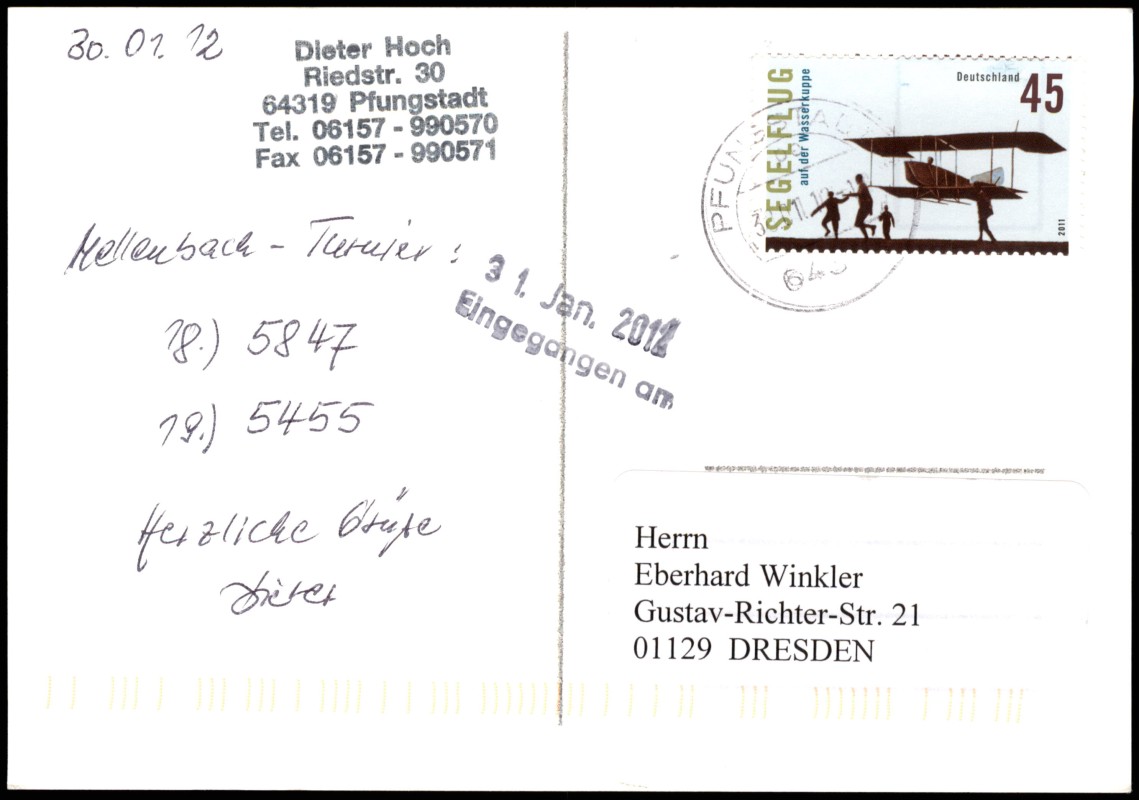 30. 01. 12
Dieter Hoch
Riedstr. 30
64319 Pfungstadt
Tel. 06157 - 990570
Fax 06157 - 990571
Mellenbach - Turnier :
18.) 5847
19.) 5455
Herzliche Grüße
Dieter
31. Jan. 2012
Eingegangen am
SEGELFLUG
auf der Wasserkuppe
Deutschland
45
2011
Herrn
Eberhard Winkler
Gustav-Richter-Str. 21
01129 DRESDEN